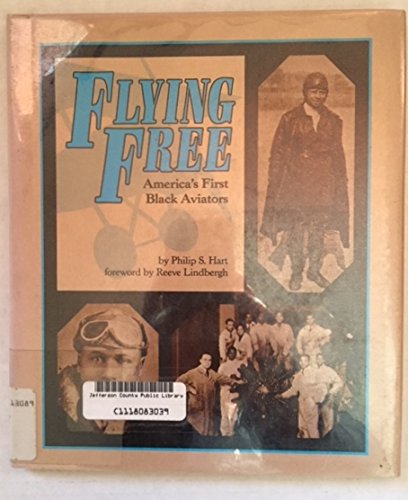 FLYING
FREE
America's First
Black Aviators
by Philip S. Hart
foreword by Reeve Lindbergh
Jefferson County Public Library
C1118083039